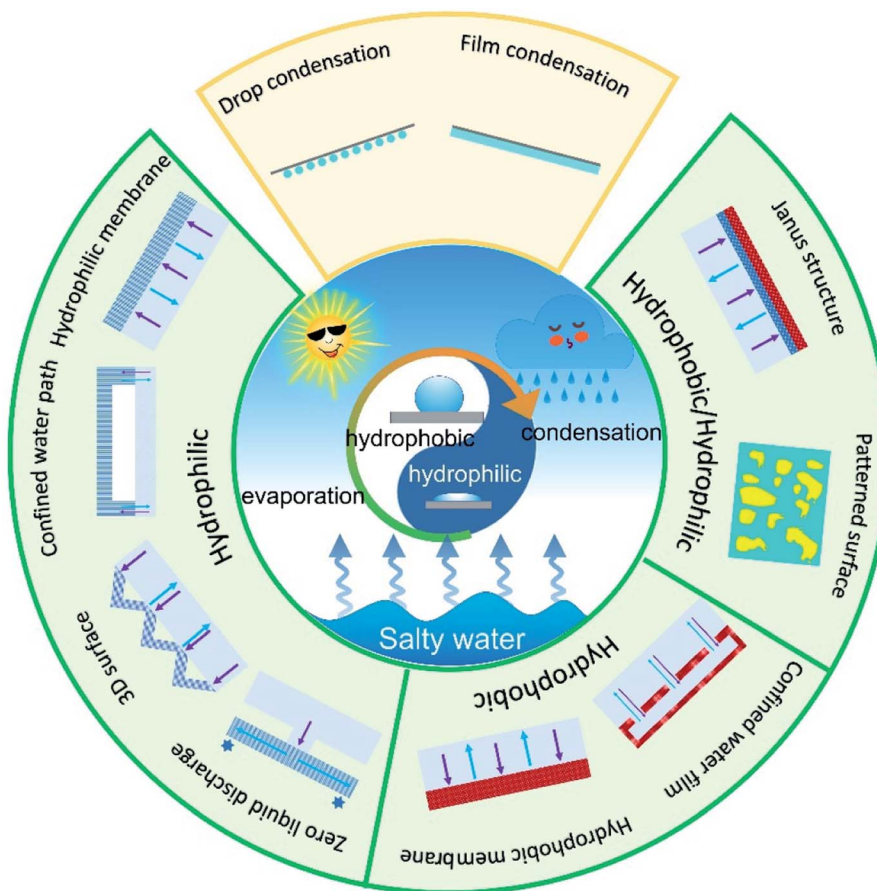 Drop condensation
Film condensation
Hydrophilic membrane
Confined water path
3D surface
Zero liquid discharge
Hydrophilic
Janus structure
Patterned surface
Hydrophobic/Hydrophilic
Confined water film
Hydrophobic membrane
Hydrophobic
hydrophobic
hydrophilic
condensation
evaporation
Salty water